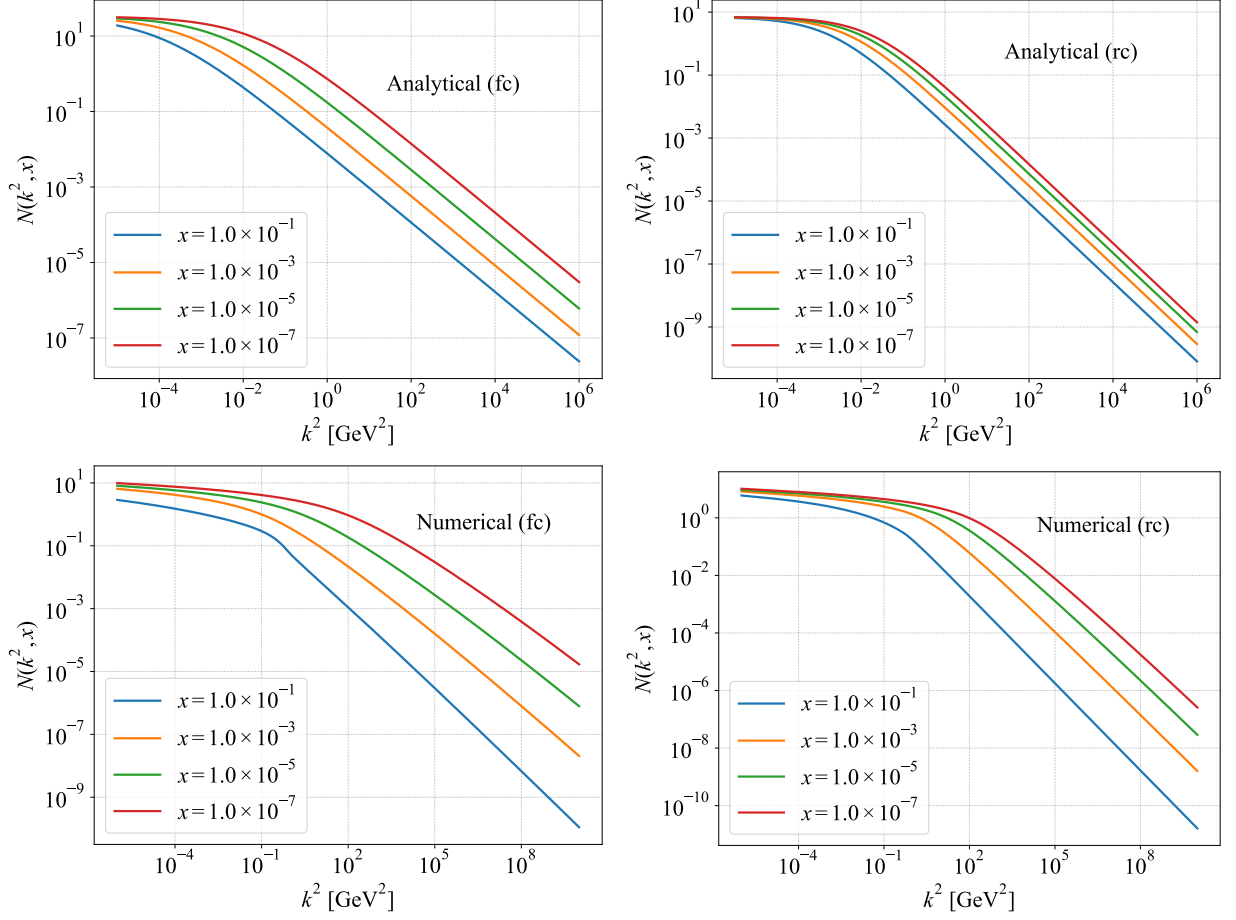 Analytical (fc)
N(k², x)
10¹
10⁻¹
10⁻³
10⁻⁵
10⁻⁷
x = 1.0 × 10⁻¹
x = 1.0 × 10⁻³
x = 1.0 × 10⁻⁵
x = 1.0 × 10⁻⁷
10⁻⁴ 10⁻² 10⁰ 10² 10⁴ 10⁶
k² [GeV²]
Analytical (rc)
N(k², x)
10¹
10⁻¹
10⁻³
10⁻⁵
10⁻⁷
10⁻⁹
x = 1.0 × 10⁻¹
x = 1.0 × 10⁻³
x = 1.0 × 10⁻⁵
x = 1.0 × 10⁻⁷
10⁻⁴ 10⁻² 10⁰ 10² 10⁴ 10⁶
k² [GeV²]
Numerical (fc)
N(k², x)
10¹
10⁻¹
10⁻³
10⁻⁵
10⁻⁷
10⁻⁹
x = 1.0 × 10⁻¹
x = 1.0 × 10⁻³
x = 1.0 × 10⁻⁵
x = 1.0 × 10⁻⁷
10⁻⁴ 10⁻¹ 10² 10⁵ 10⁸
k² [GeV²]
Numerical (rc)
N(k², x)
10⁰
10⁻²
10⁻⁴
10⁻⁶
10⁻⁸
10⁻¹⁰
x = 1.0 × 10⁻¹
x = 1.0 × 10⁻³
x = 1.0 × 10⁻⁵
x = 1.0 × 10⁻⁷
10⁻⁴ 10⁻¹ 10² 10⁵ 10⁸
k² [GeV²]